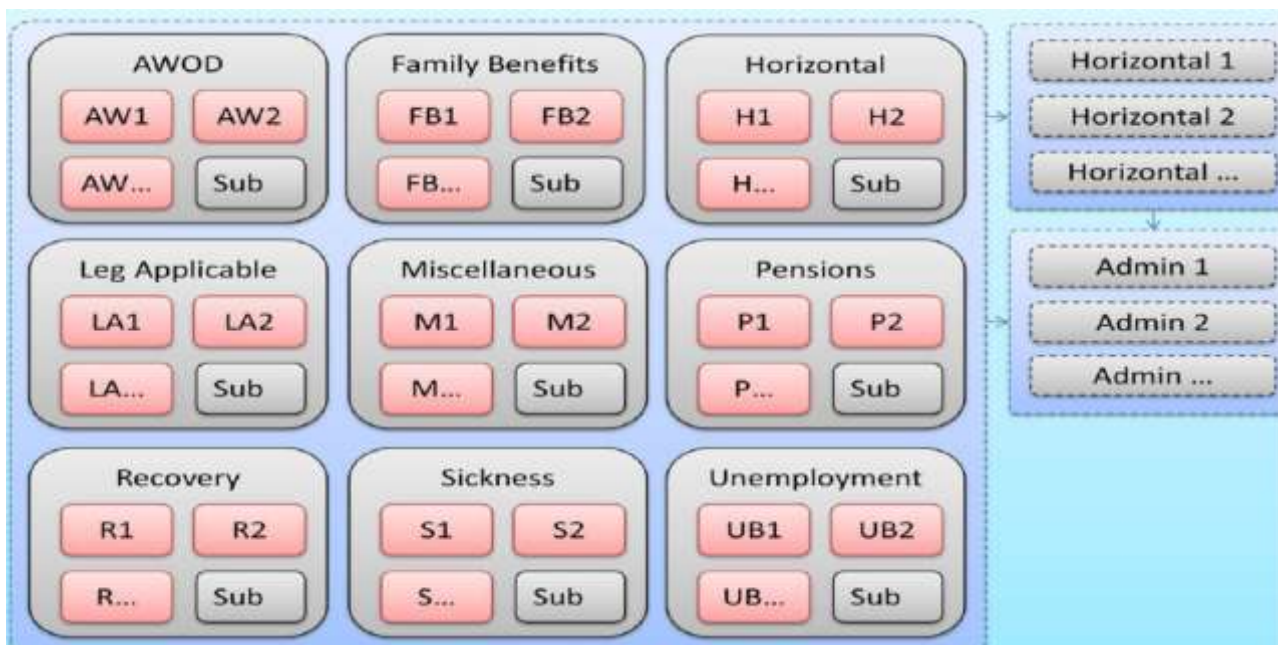 AWOD
AW1 AW2
AW... Sub
Family Benefits
FB1 FB2
FB... Sub
Horizontal
H1 H2
H... Sub
Leg Applicable
LA1 LA2
LA... Sub
Miscellaneous
M1 M2
M... Sub
Pensions
P1 P2
P... Sub
Recovery
R1 R2
R... Sub
Sickness
S1 S2
S... Sub
Unemployment
UB1 UB2
UB... Sub
Horizontal 1
Horizontal 2
Horizontal ...
Admin 1
Admin 2
Admin ...